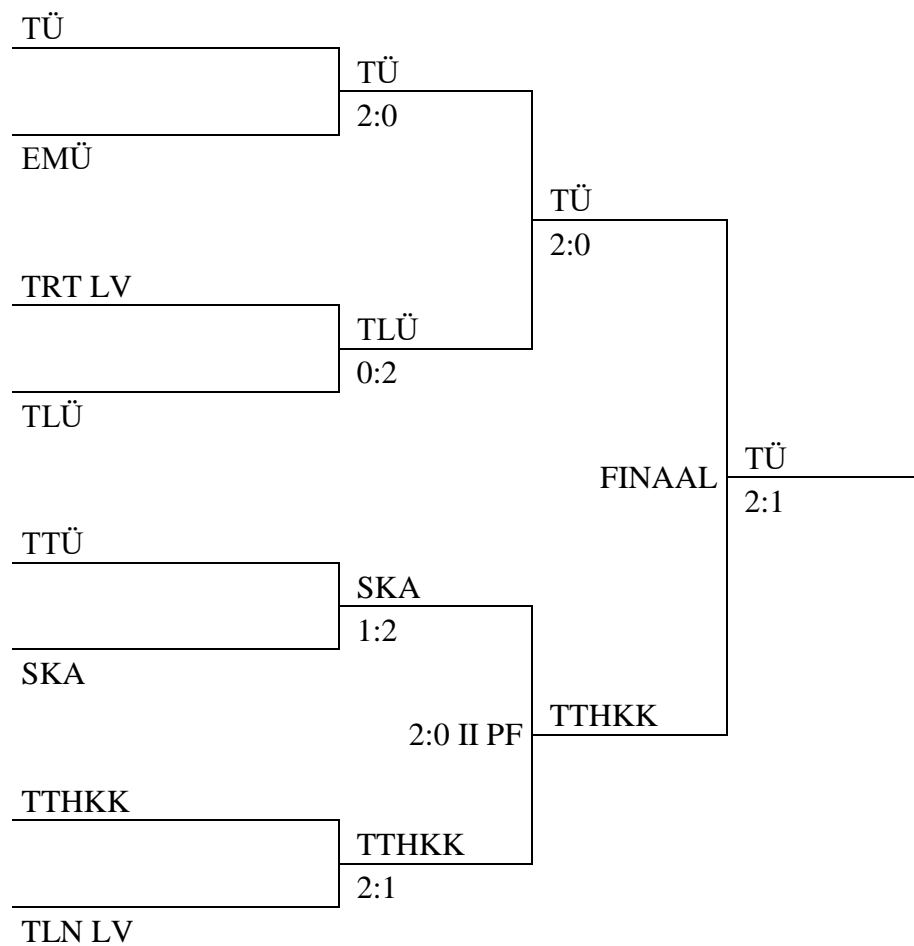 TÜ
TÜ
2:0
EMÜ
TÜ
2:0
TRT LV
TLÜ
0:2
TLÜ
TÜ
FINAAL
2:1
TTÜ
SKA
1:2
SKA
TTHKK
2:0 II PF
TTHKK
TTHKK
2:1
TLN LV